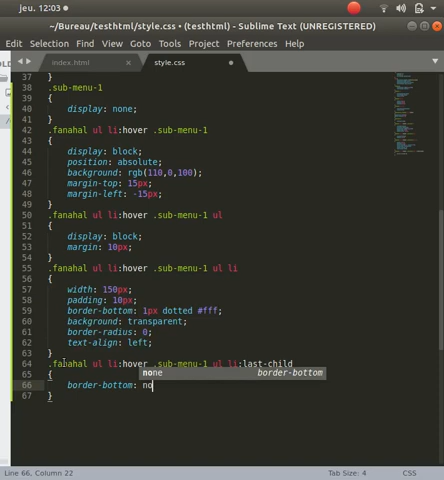 jeu. 12:03
~/Bureau/testhtml/style.css • (testhtml) - Sublime Text (UNREGISTERED)
Edit Selection Find View Goto Tools Project Preferences Help
index.html
style.css
37 }
38 .sub-menu-1
39 {
40 display: none;
41 }
42 .fanahal ul li:hover .sub-menu-1
43 {
44 display: block;
45 position: absolute;
46 background: rgb(110,0,100);
47 margin-top: 15px;
48 margin-left: -15px;
49 }
50 .fanahal ul li:hover .sub-menu-1 ul
51 {
52 display: block;
53 margin: 10px;
54 }
55 .fanahal ul li:hover .sub-menu-1 ul li
56 {
57 width: 150px;
58 padding: 10px;
59 border-bottom: 1px dotted #fff;
60 background: transparent;
61 border-radius: 0;
62 text-align: left;
63 }
64 .fanahal ul li:hover .sub-menu-1 ul li:last-child
65 {
none border-bottom
66 border-bottom: no
67 }
Line 66, Column 22
Tab Size: 4
CSS